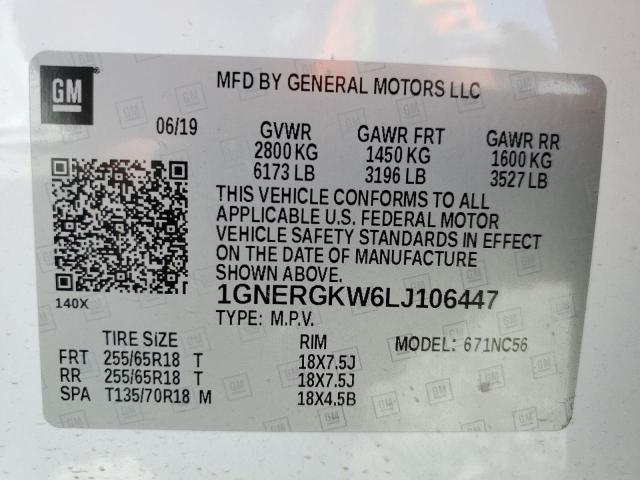 GM
MFD BY GENERAL MOTORS LLC
06/19 GVWR GAWR FRT GAWR RR
2800 KG 1450 KG 1600 KG
6173 LB 3196 LB 3527 LB
THIS VEHICLE CONFORMS TO ALL
APPLICABLE U.S. FEDERAL MOTOR
VEHICLE SAFETY STANDARDS IN EFFECT
ON THE DATE OF MANUFACTURE
SHOWN ABOVE.
140X
1GNERGKW6LJ106447
TYPE: M.P.V.
TIRE SIZE RIM MODEL: 671NC56
FRT 255/65R18 T 18X7.5J
RR 255/65R18 T 18X7.5J
SPA T135/70R18 M 18X4.5B